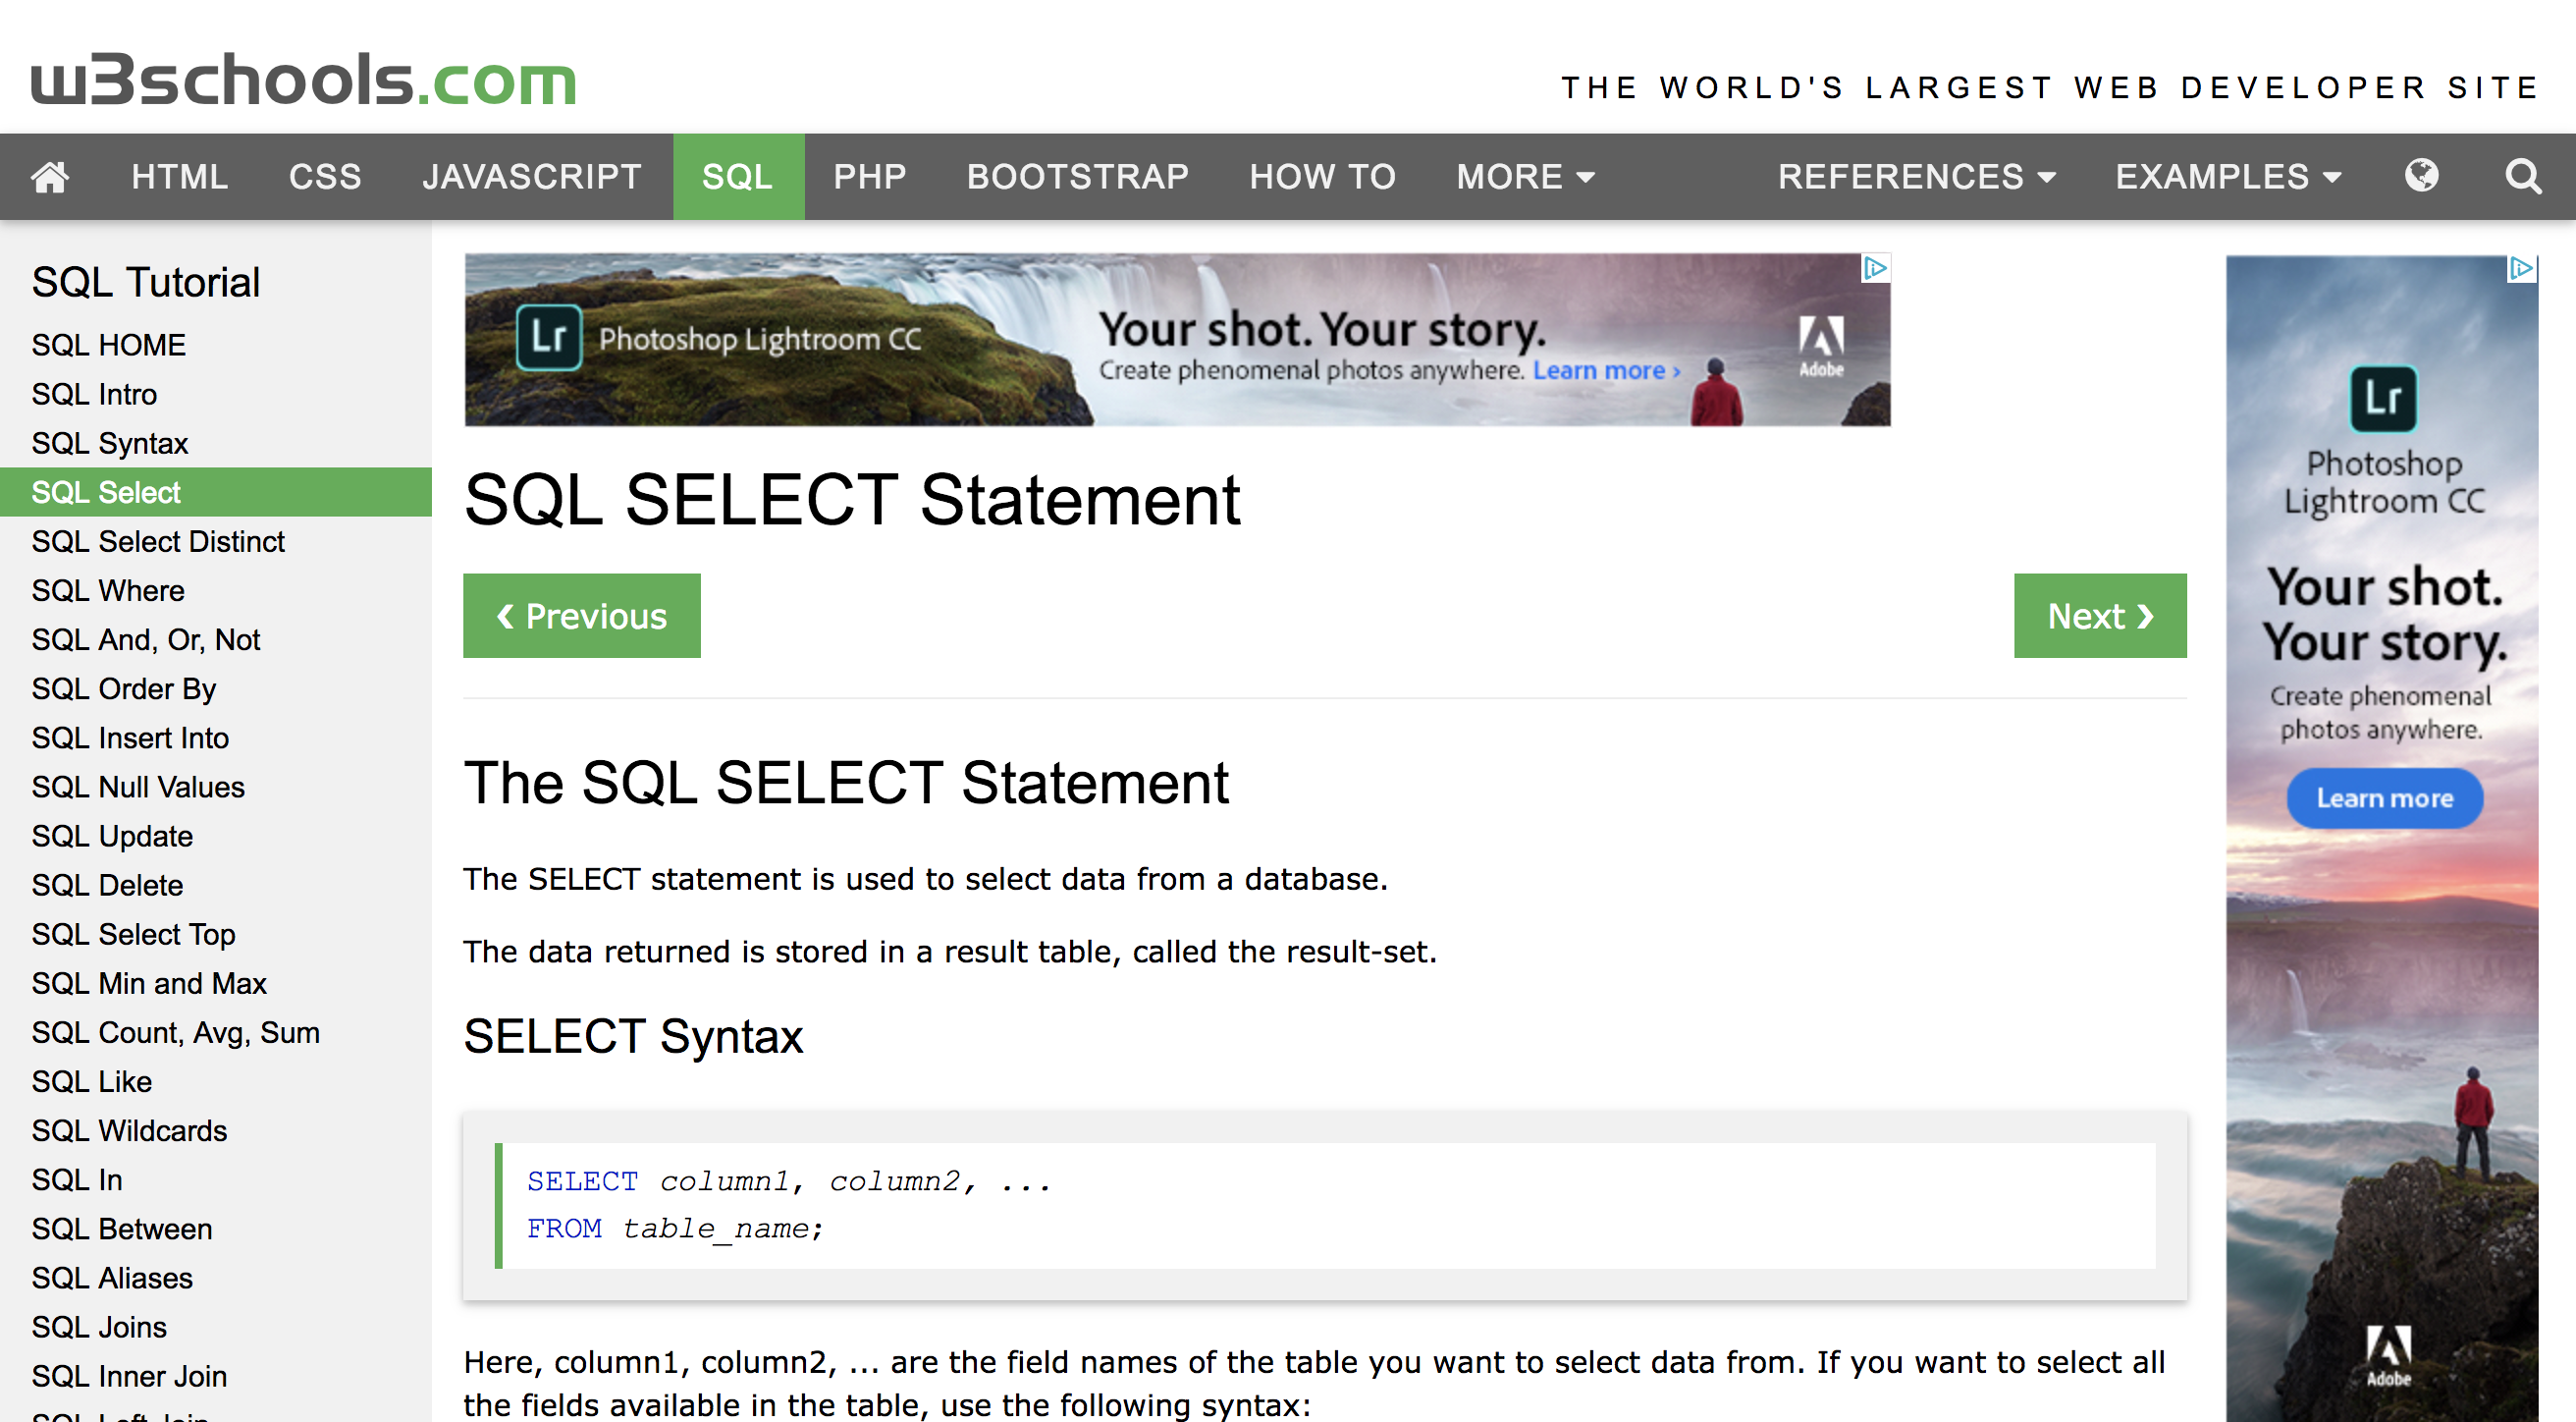 w3schools.com
THE WORLD'S LARGEST WEB DEVELOPER SITE
HTML CSS JAVASCRIPT SQL PHP BOOTSTRAP HOW TO MORE REFERENCES EXAMPLES
SQL Tutorial
SQL HOME
SQL Intro
SQL Syntax
SQL Select
SQL Select Distinct
SQL Where
SQL And, Or, Not
SQL Order By
SQL Insert Into
SQL Null Values
SQL Update
SQL Delete
SQL Select Top
SQL Min and Max
SQL Count, Avg, Sum
SQL Like
SQL Wildcards
SQL In
SQL Between
SQL Aliases
SQL Joins
SQL Inner Join
SQL Left Join
Lr Photoshop Lightroom CC
Your shot. Your story.
Create phenomenal photos anywhere. Learn more ›
Adobe
SQL SELECT Statement
❮ Previous
Next ❯
The SQL SELECT Statement
The SELECT statement is used to select data from a database.
The data returned is stored in a result table, called the result-set.
SELECT Syntax
SELECT column1, column2, ...
FROM table_name;
Here, column1, column2, ... are the field names of the table you want to select data from. If you want to select all
the fields available in the table, use the following syntax:
Lr
Photoshop
Lightroom CC
Your shot.
Your story.
Create phenomenal
photos anywhere.
Learn more
Adobe